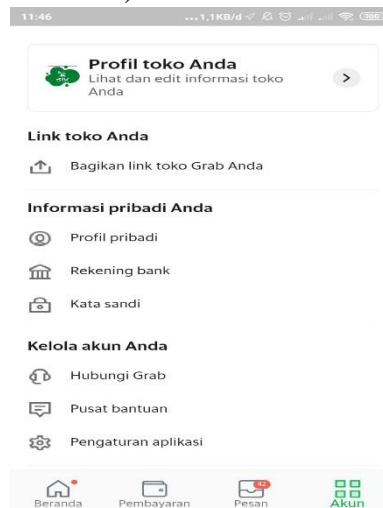 11:46
...1,1KB/d
Profil toko Anda
Lihat dan edit informasi toko
Anda
Link toko Anda
Bagikan link toko Grab Anda
Informasi pribadi Anda
Profil pribadi
Rekening bank
Kata sandi
Kelola akun Anda
Hubungi Grab
Pusat bantuan
Pengaturan aplikasi
42
Beranda
Pembayaran
Pesan
Akun